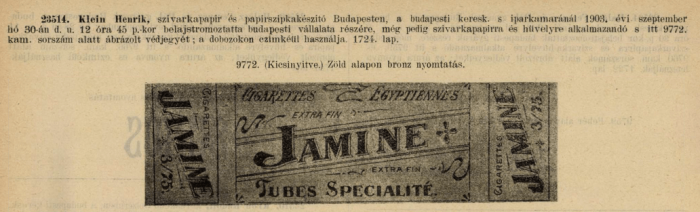 23514. Klein Henrik, szivarkapapir és papirszipkakészitő Budapesten, a budapesti keresk. s iparkamaránál 1903. évi szeptember
hó 30-án d. u. 12 óra 45 p.-kor belajstromoztatta budapesti vállalata részére, még pedig szivarkapapirra és hüvelyre alkalmazandó s itt 9772.
kam. sorszám alatt ábrázolt védjegyét; a dobozokon czimkéül használja. 1724. lap.
9772. (Kicsinyitve.) Zöld alapon bronz nyomtatás.
CIGARETTES
JAMINE
3/75.
CIGARETTES EGYPTIENNES
EXTRA FIN
JAMINE
EXTRA FIN
TUBES SPECIALITÉ.
CIGARETTES
JAMINE
3/75.